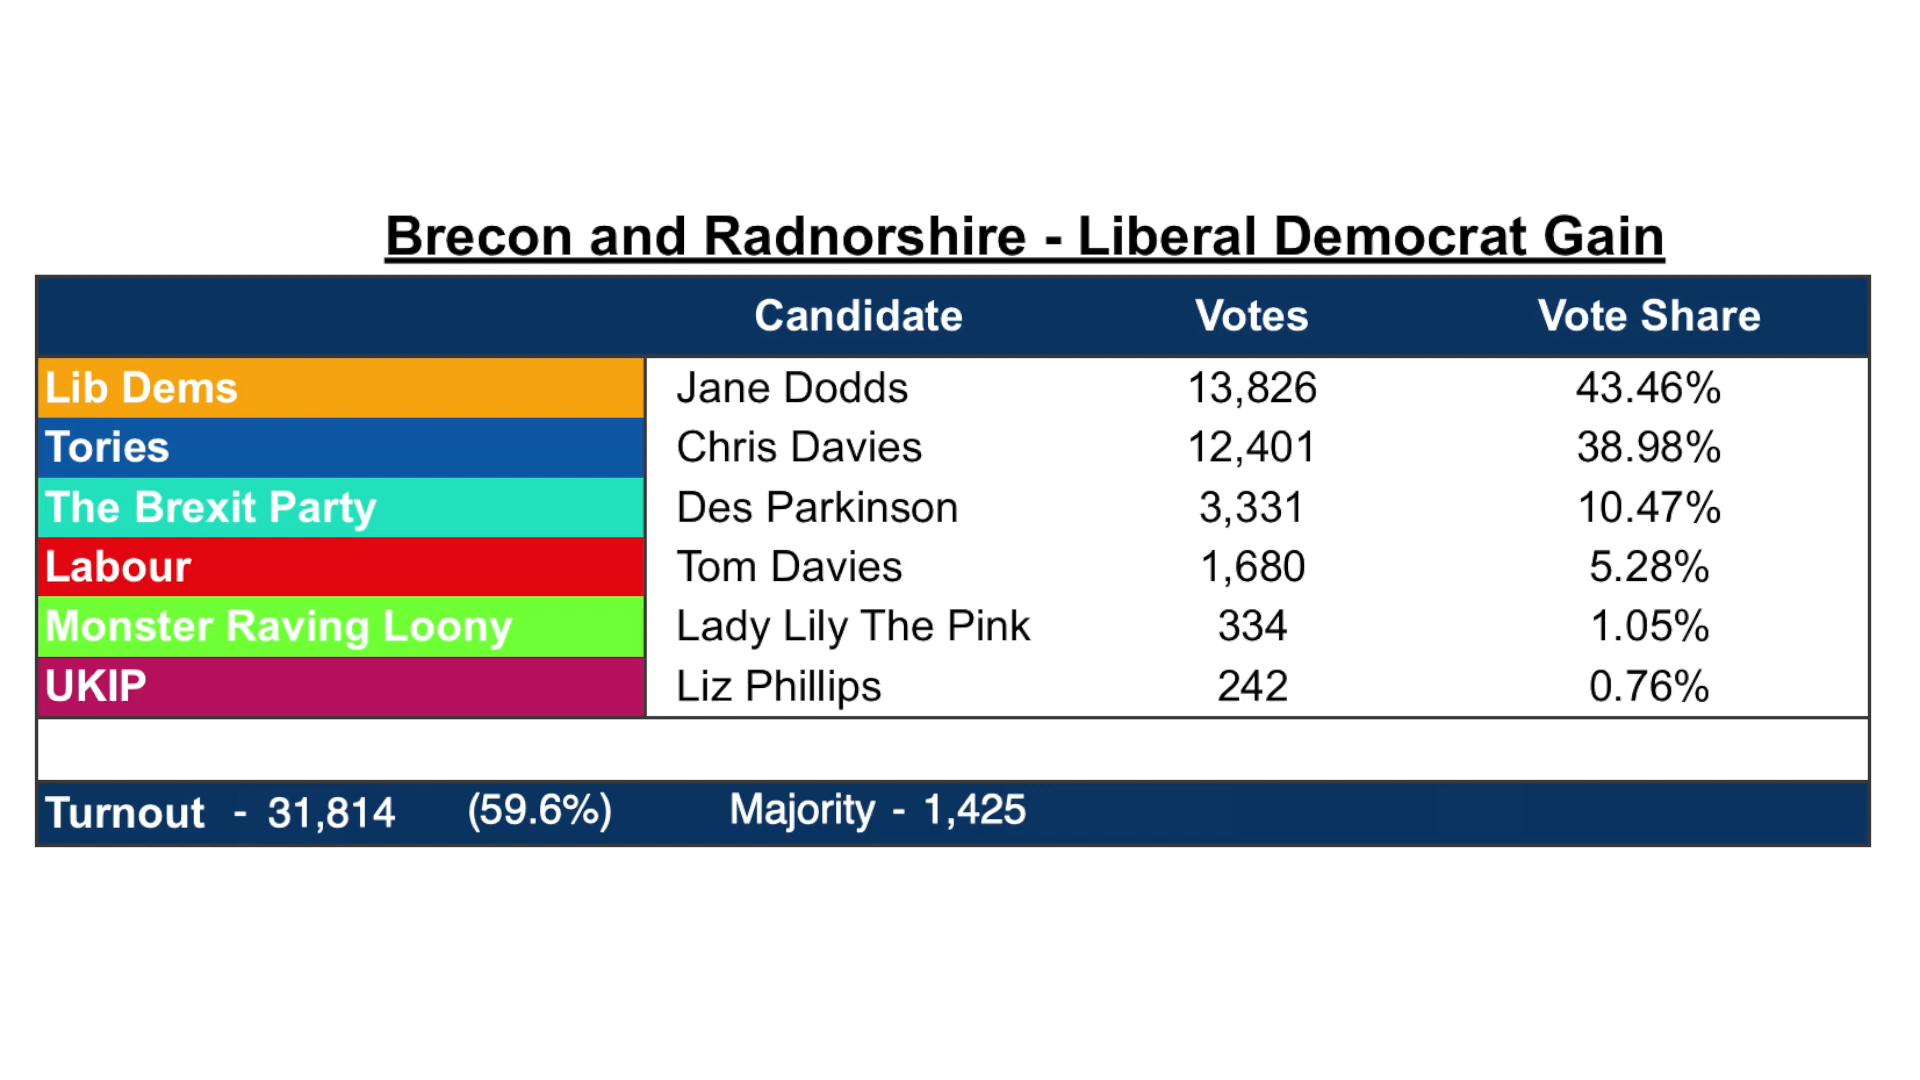 Brecon and Radnorshire - Liberal Democrat Gain
Candidate Votes Vote Share
Lib Dems Jane Dodds 13,826 43.46%
Tories Chris Davies 12,401 38.98%
The Brexit Party Des Parkinson 3,331 10.47%
Labour Tom Davies 1,680 5.28%
Monster Raving Loony Lady Lily The Pink 334 1.05%
UKIP Liz Phillips 242 0.76%
Turnout - 31,814 (59.6%) Majority - 1,425